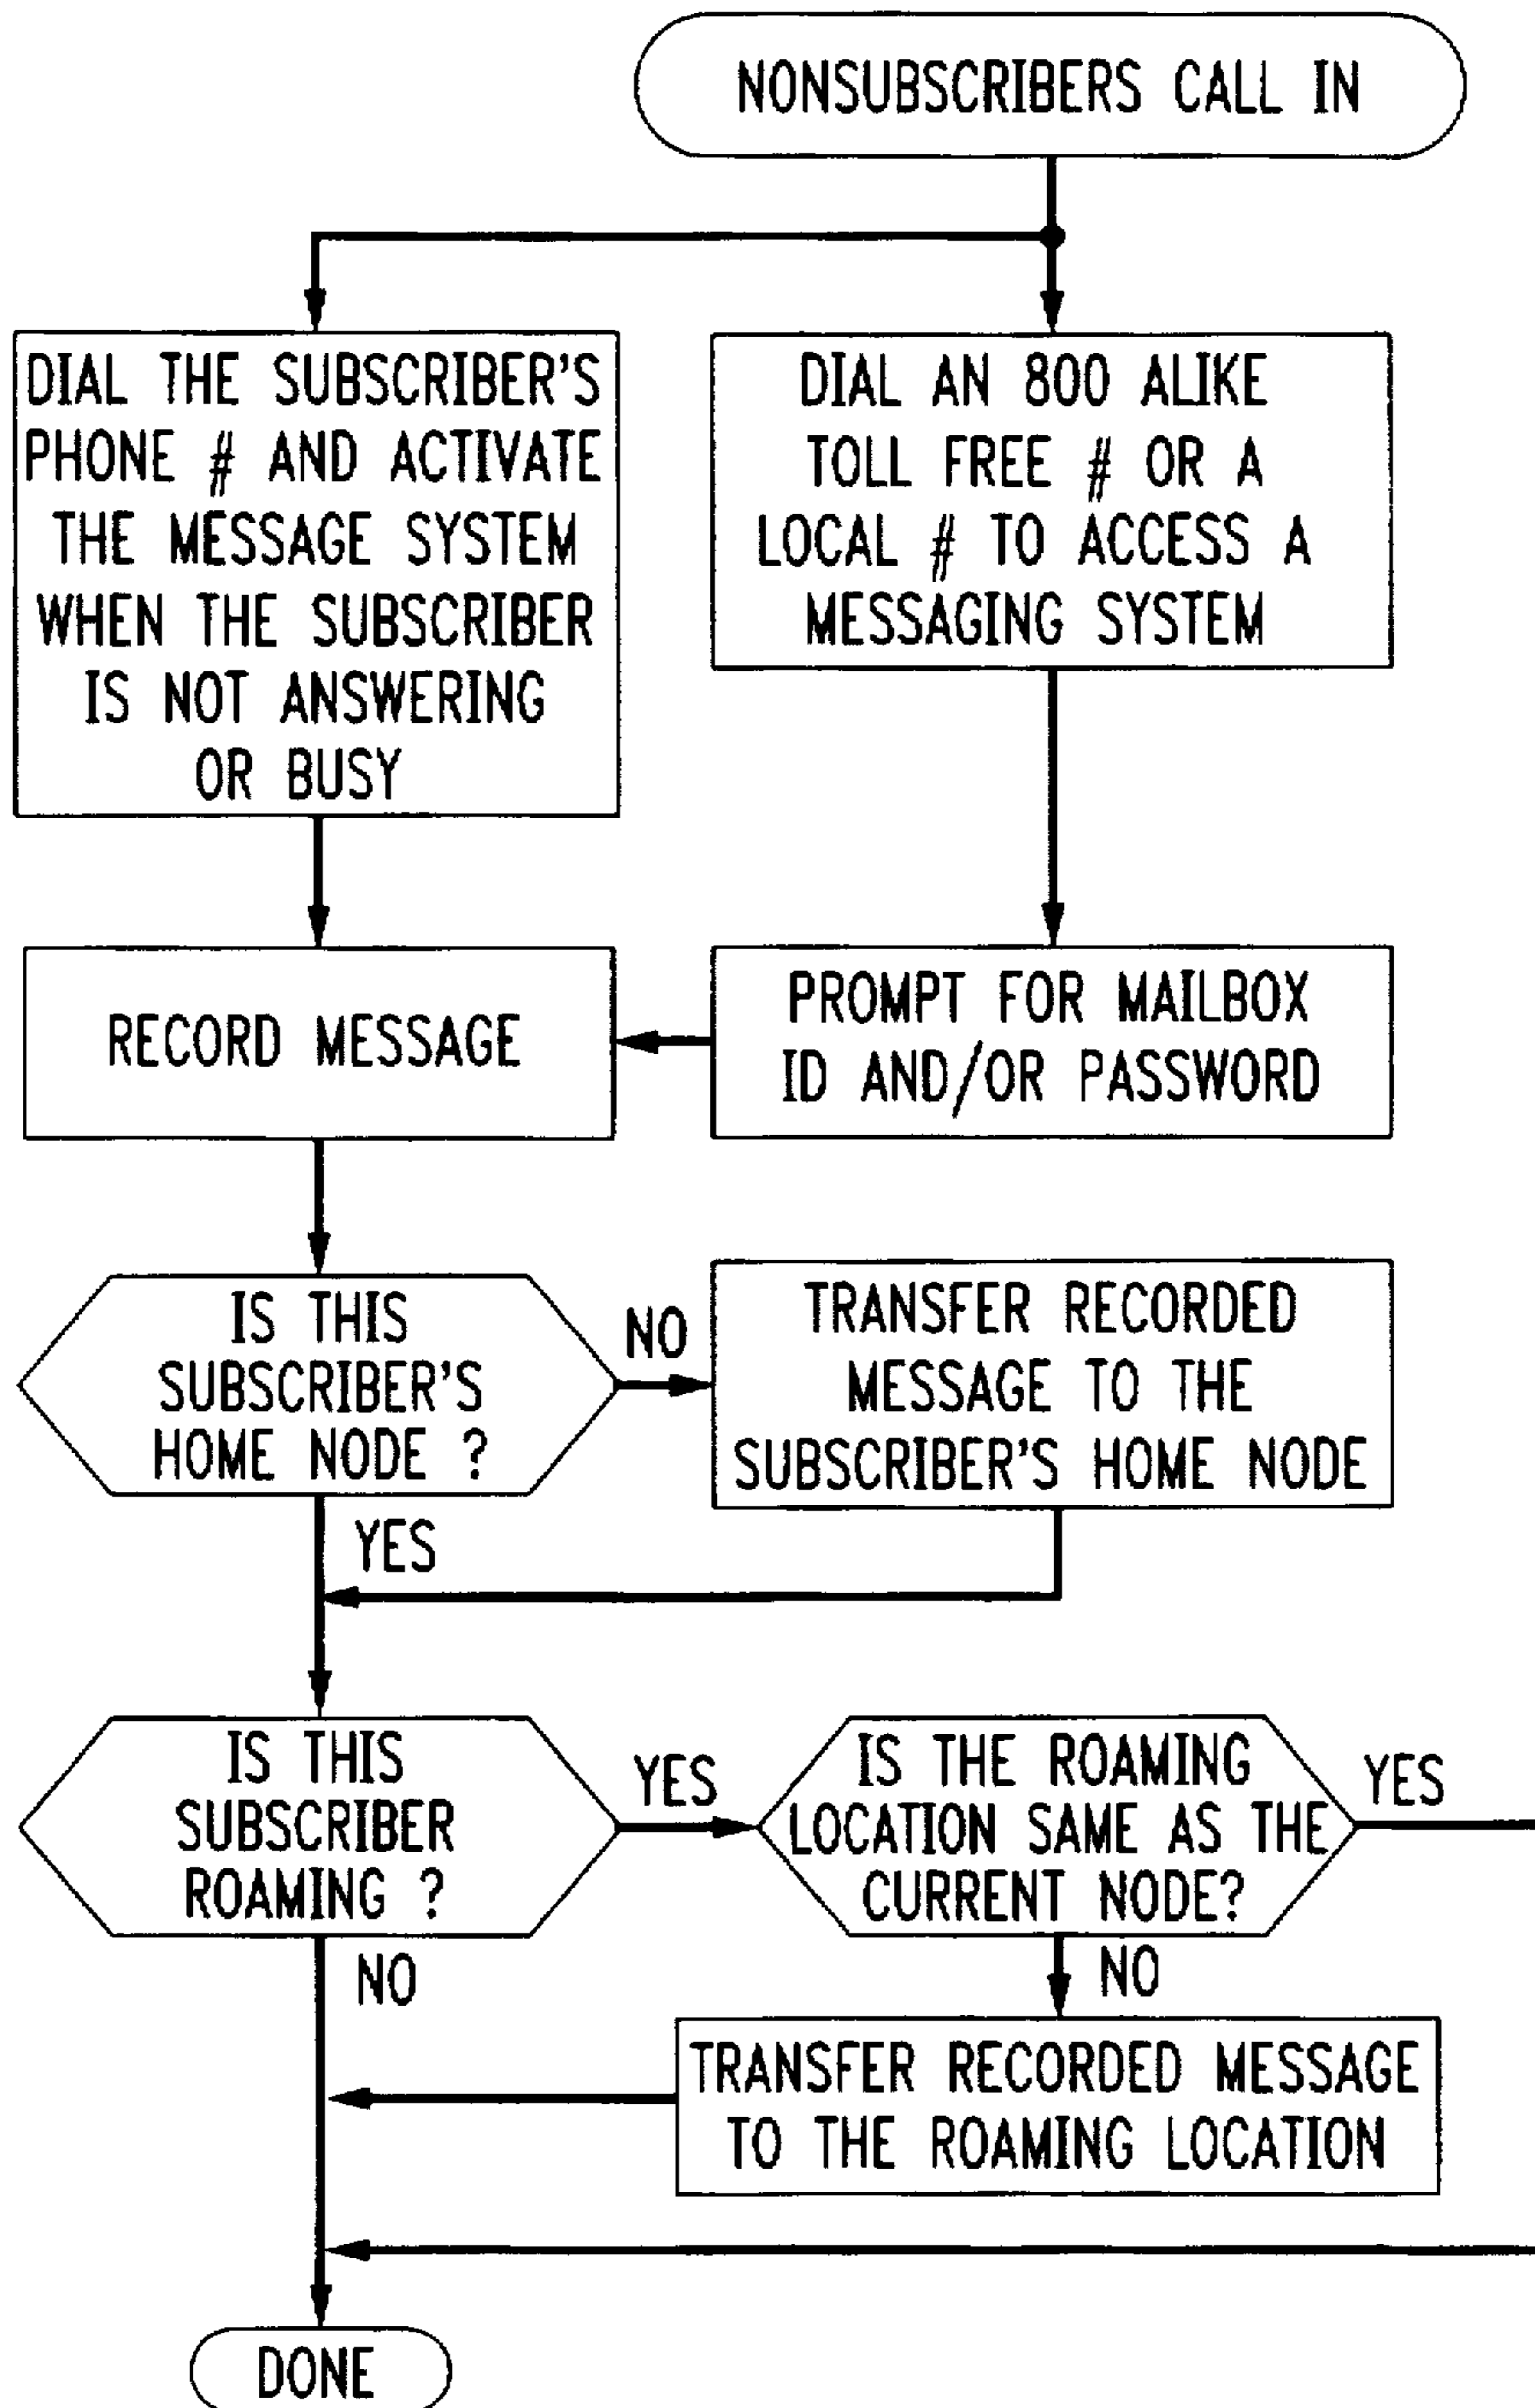 NONSUBSCRIBERS CALL IN
DIAL THE SUBSCRIBER'S
PHONE # AND ACTIVATE
THE MESSAGE SYSTEM
WHEN THE SUBSCRIBER
IS NOT ANSWERING
OR BUSY
DIAL AN 800 ALIKE
TOLL FREE # OR A
LOCAL # TO ACCESS A
MESSAGING SYSTEM
RECORD MESSAGE
PROMPT FOR MAILBOX
ID AND/OR PASSWORD
IS THIS
SUBSCRIBER'S
HOME NODE ?
NO
TRANSFER RECORDED
MESSAGE TO THE
SUBSCRIBER'S HOME NODE
YES
IS THIS
SUBSCRIBER
ROAMING ?
YES
IS THE ROAMING
LOCATION SAME AS THE
CURRENT NODE?
YES
NO
NO
TRANSFER RECORDED MESSAGE
TO THE ROAMING LOCATION
DONE